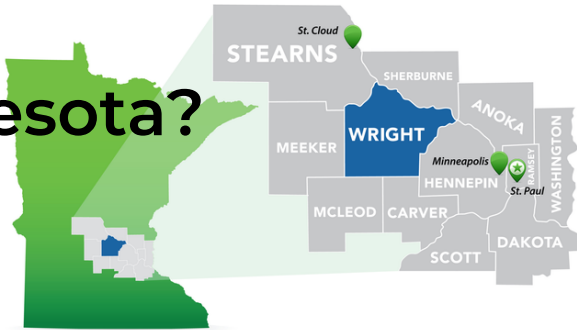 esota?
St. Cloud
STEARNS
SHERBURNE
ANOKA
WASHINGTON
WRIGHT
MEEKER
Minneapolis
RAMSEY
HENNEPIN
St. Paul
MCLEOD
CARVER
DAKOTA
SCOTT